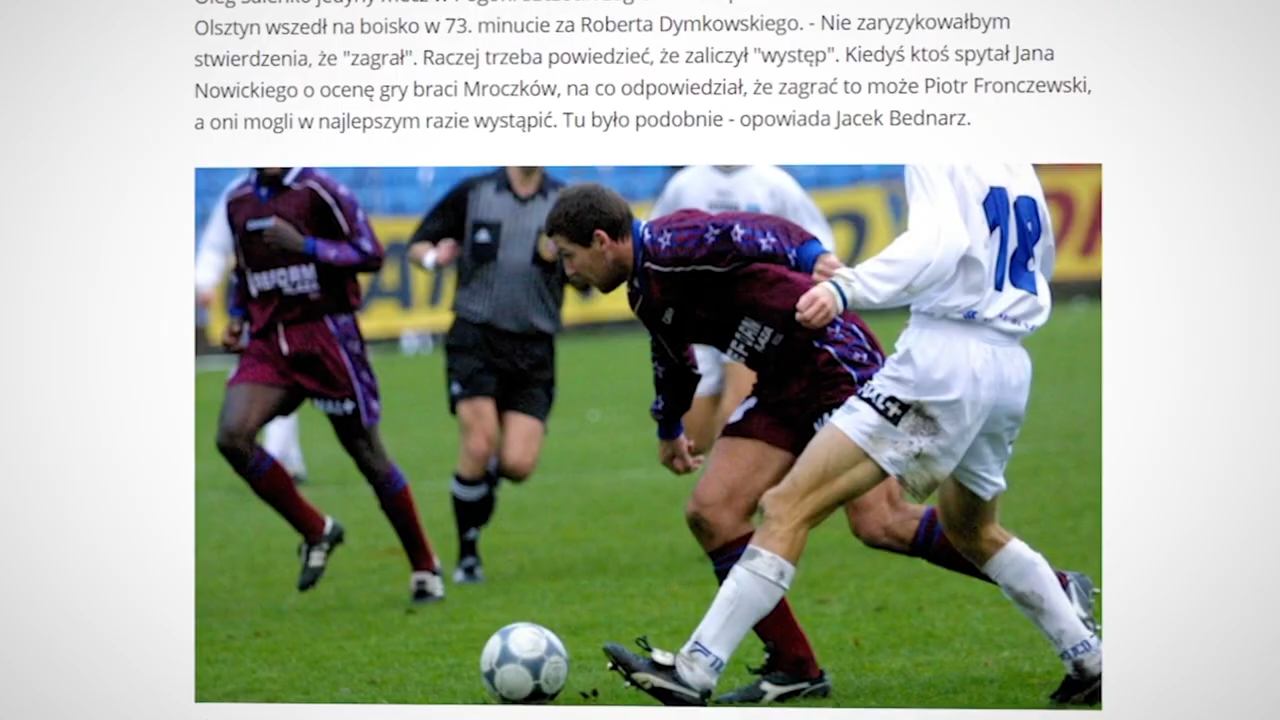 Olsztyn wszedł na boisko w 73. minucie za Roberta Dymkowskiego. - Nie zaryzykowałbym
stwierdzenia, że "zagrał". Raczej trzeba powiedzieć, że zaliczył "występ". Kiedyś ktoś spytał Jana
Nowickiego o ocenę gry braci Mroczków, na co odpowiedział, że zagrać to może Piotr Fronczewski,
a oni mogli w najlepszym razie wystąpić. Tu było podobnie - opowiada Jacek Bednarz.
18